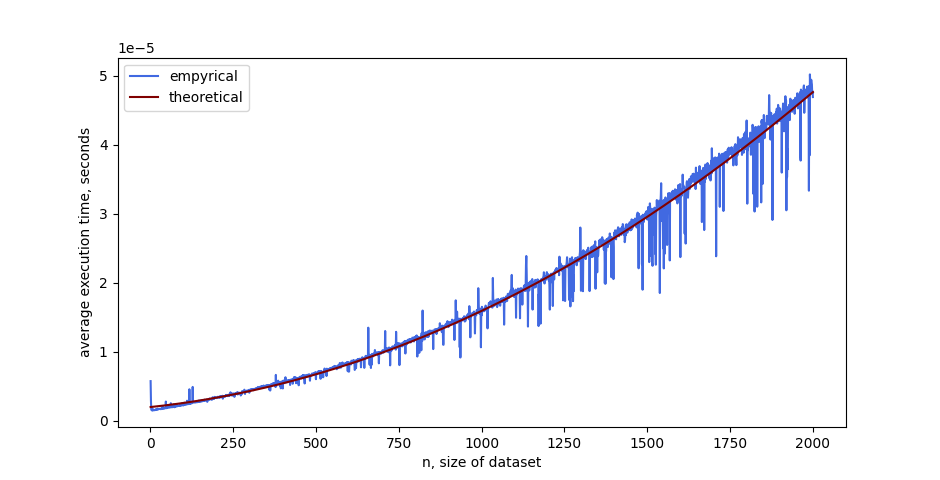 1e−5
empyrical
theoretical
average execution time, seconds
5
4
3
2
1
0
0 250 500 750 1000 1250 1500 1750 2000
n, size of dataset